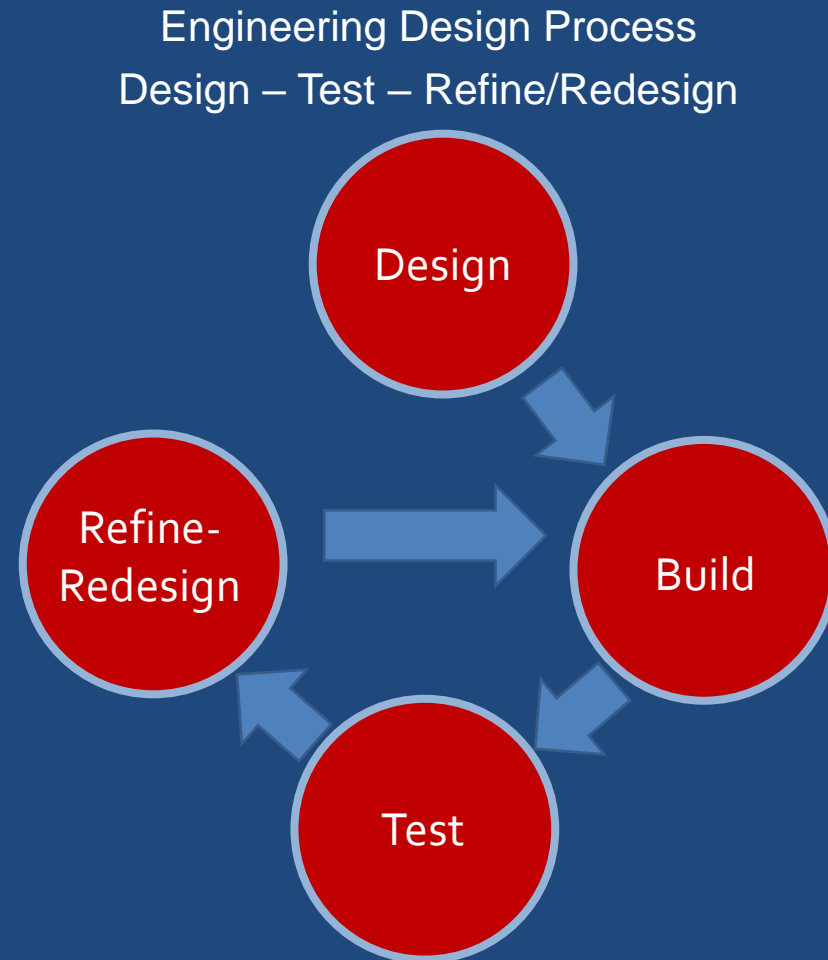 Engineering Design Process
Design – Test – Refine/Redesign
Design
Refine-
Redesign
Build
Test